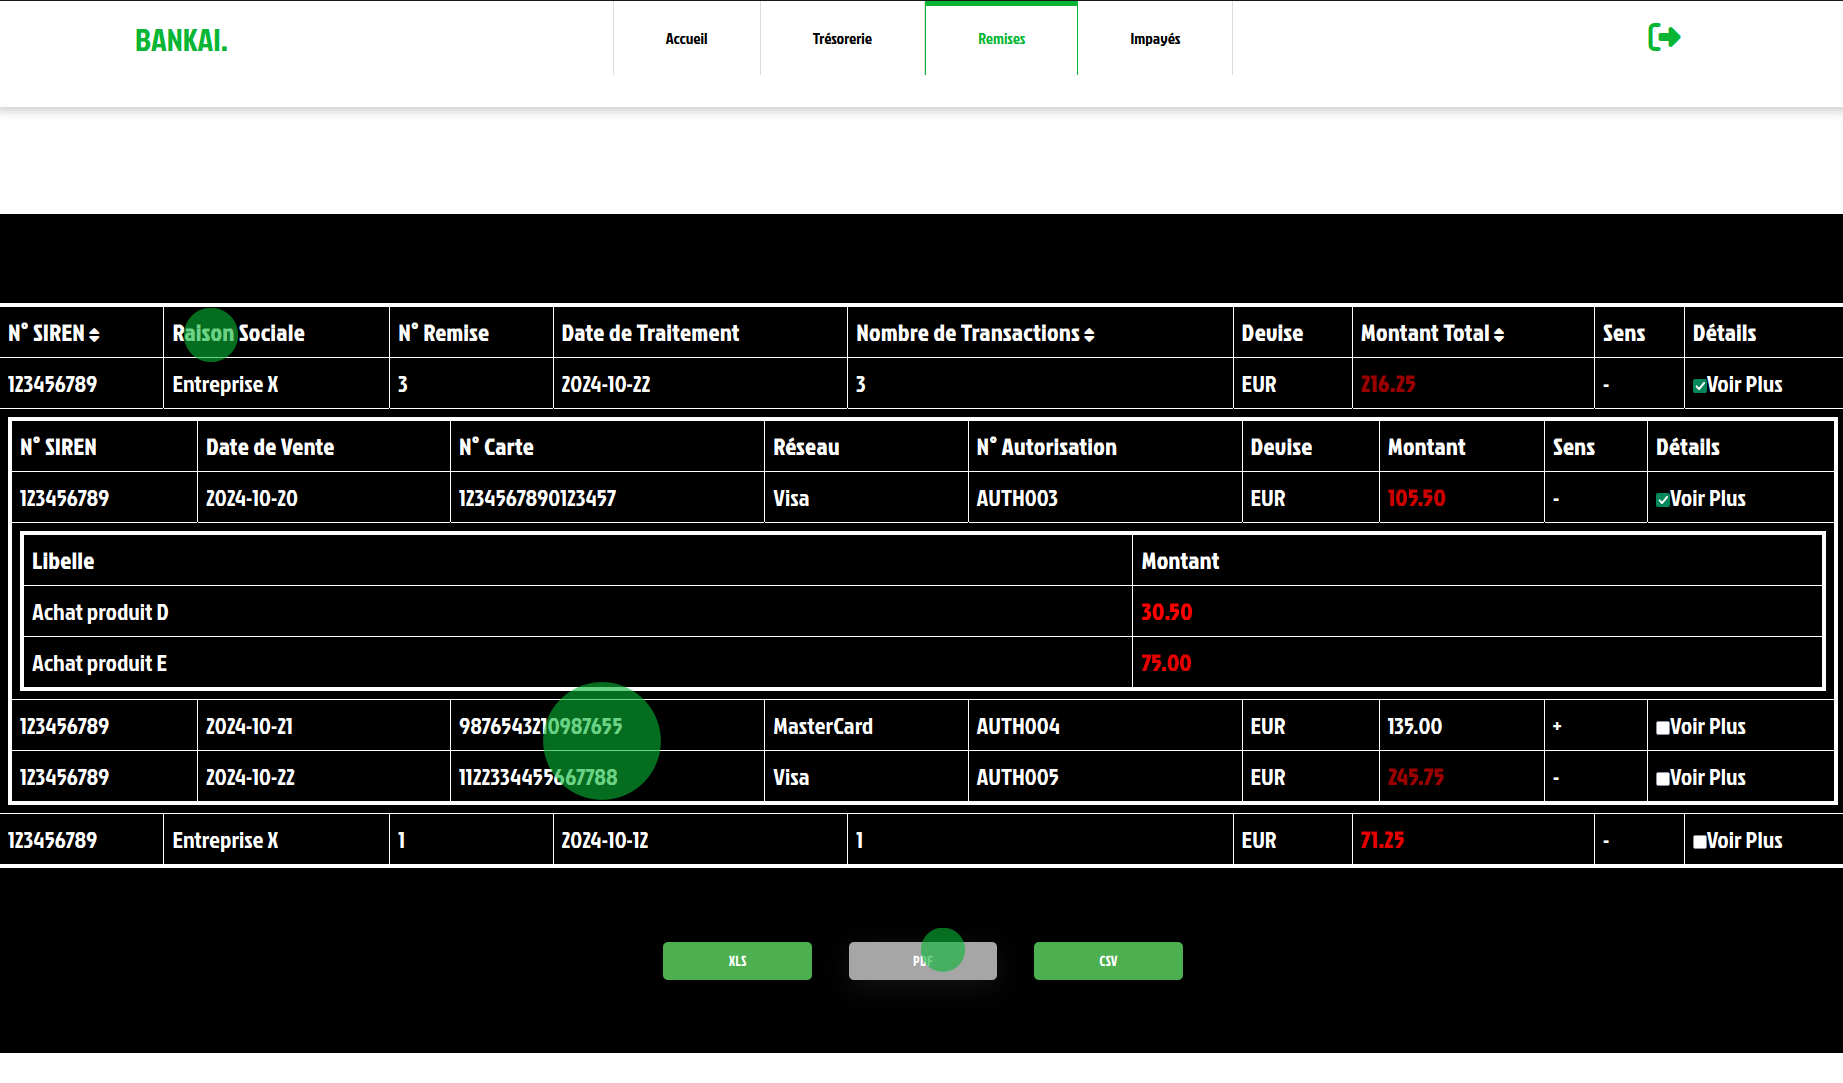 BANKAI.
Accueil Trésorerie Remises Impayés
N° SIREN Raison Sociale N° Remise Date de Traitement Nombre de Transactions Devise Montant Total Sens Détails
123456789 Entreprise X 3 2024-10-22 3 EUR 216.25 - Voir Plus
N° SIREN Date de Vente N° Carte Réseau N° Autorisation Devise Montant Sens Détails
123456789 2024-10-20 1234567890123457 Visa AUTH003 EUR 105.50 - Voir Plus
Libelle Montant
Achat produit D 30.50
Achat produit E 75.00
123456789 2024-10-21 9876543210987655 MasterCard AUTH004 EUR 135.00 + Voir Plus
123456789 2024-10-22 1122334455667788 Visa AUTH005 EUR 245.75 - Voir Plus
123456789 Entreprise X 1 2024-10-12 1 EUR 71.25 - Voir Plus
XLS PDF CSV